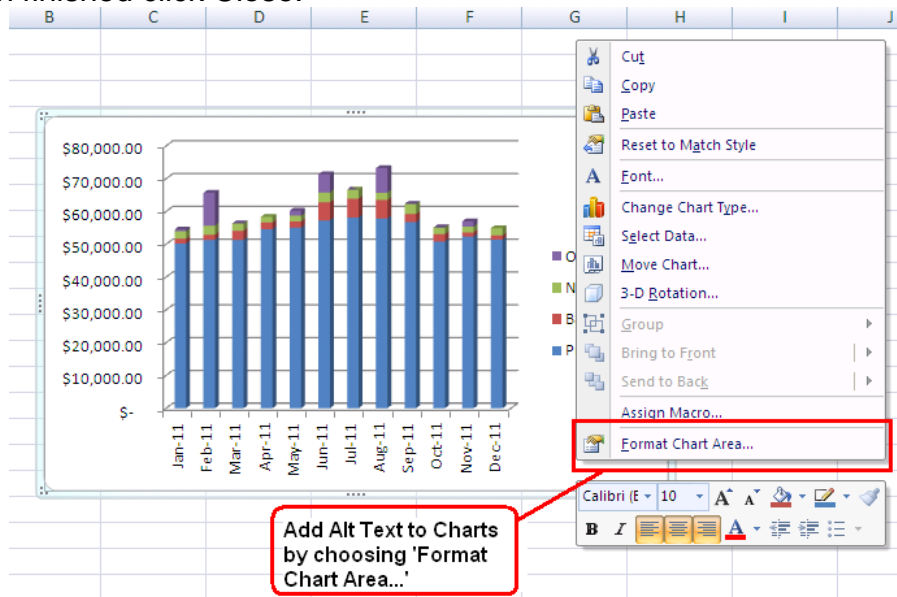 finished click Close.
B C D E F G H I J
Cut
Copy
Paste
Reset to Match Style
Font...
Change Chart Type...
Select Data...
Move Chart...
3-D Rotation...
Group
Bring to Front
Send to Back
Assign Macro...
Format Chart Area...
$80,000.00
$70,000.00
$60,000.00
$50,000.00
$40,000.00
$30,000.00
$20,000.00
$10,000.00
$-
Jan-11 Feb-11 Mar-11 Apr-11 May-11 Jun-11 Jul-11 Aug-11 Sep-11 Oct-11 Nov-11 Dec-11
O
N
B
P
Calibri (E 10 A A
B I A
Add Alt Text to Charts
by choosing 'Format
Chart Area...'